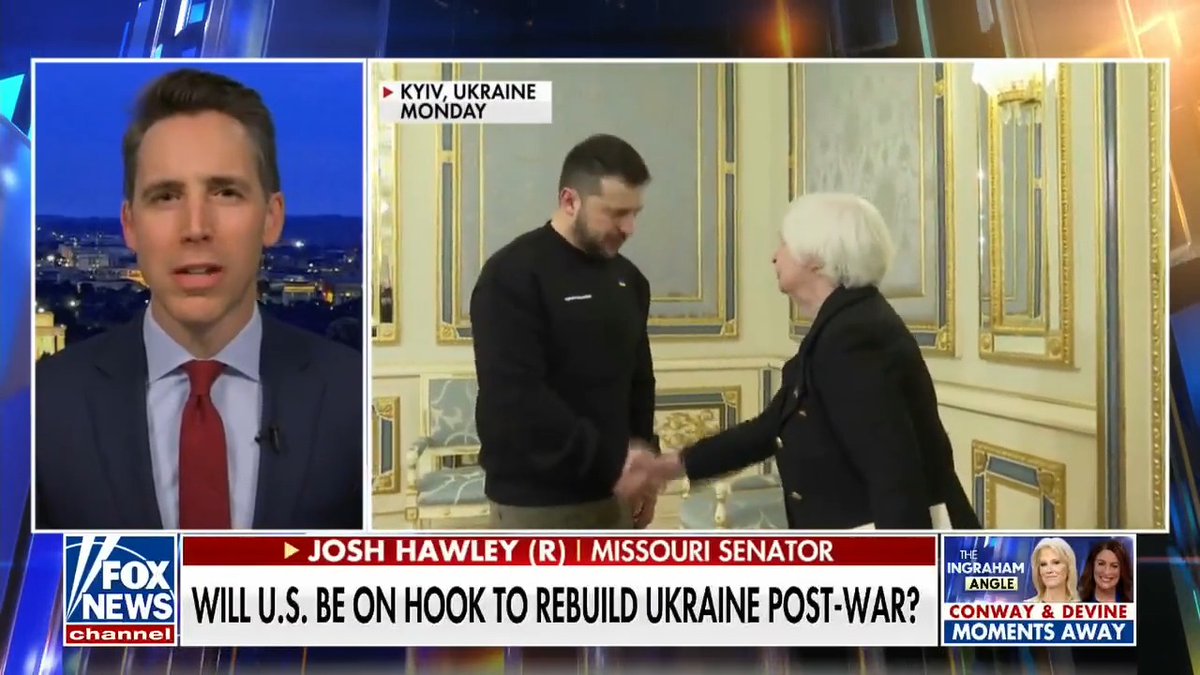 KYIV, UKRAINE
MONDAY
JOSH HAWLEY (R) | MISSOURI SENATOR
FOX
NEWS
channel
WILL U.S. BE ON HOOK TO REBUILD UKRAINE POST-WAR?
THE
INGRAHAM
ANGLE
CONWAY & DEVINE
MOMENTS AWAY